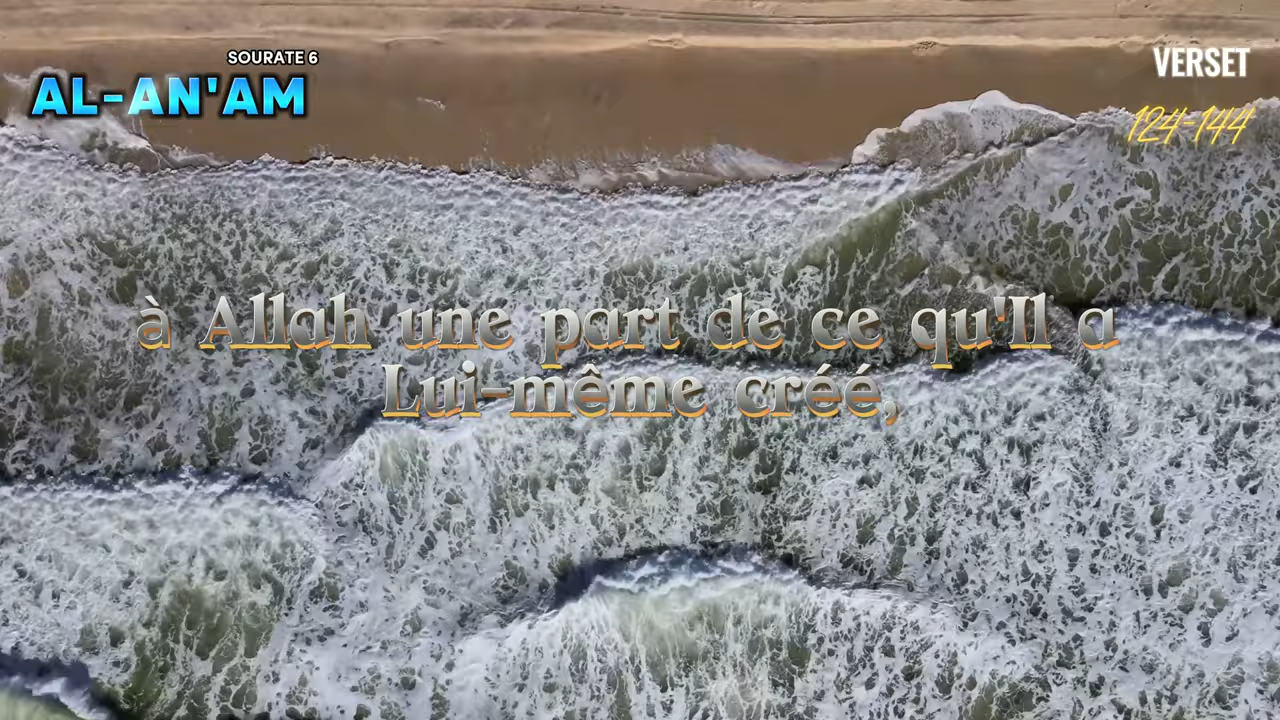 SOURATE 6
AL-AN'AM
VERSET
124-144
à Allah une part de ce qu'Il a
Lui-même créé,